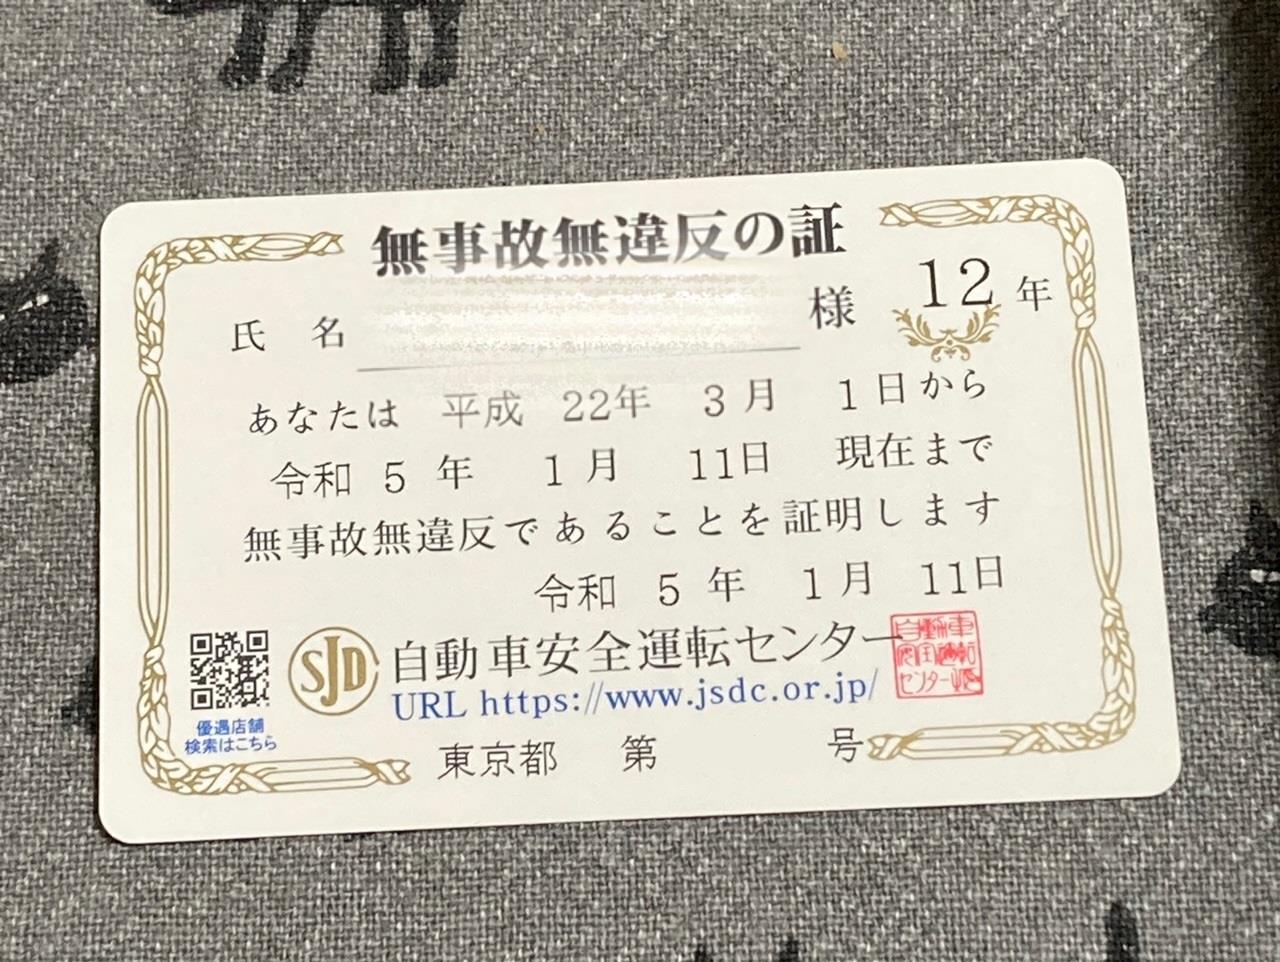 無事故無違反の証
12年
氏名 様
あなたは 平成 22年 3月 1日から
令和 5年 1月 11日 現在まで
無事故無違反であることを証明します
令和 5年 1月 11日
SJD 自動車安全運転センター
URL https://www.jsdc.or.jp/
優遇店舗
検索はこちら
東京都 第 号